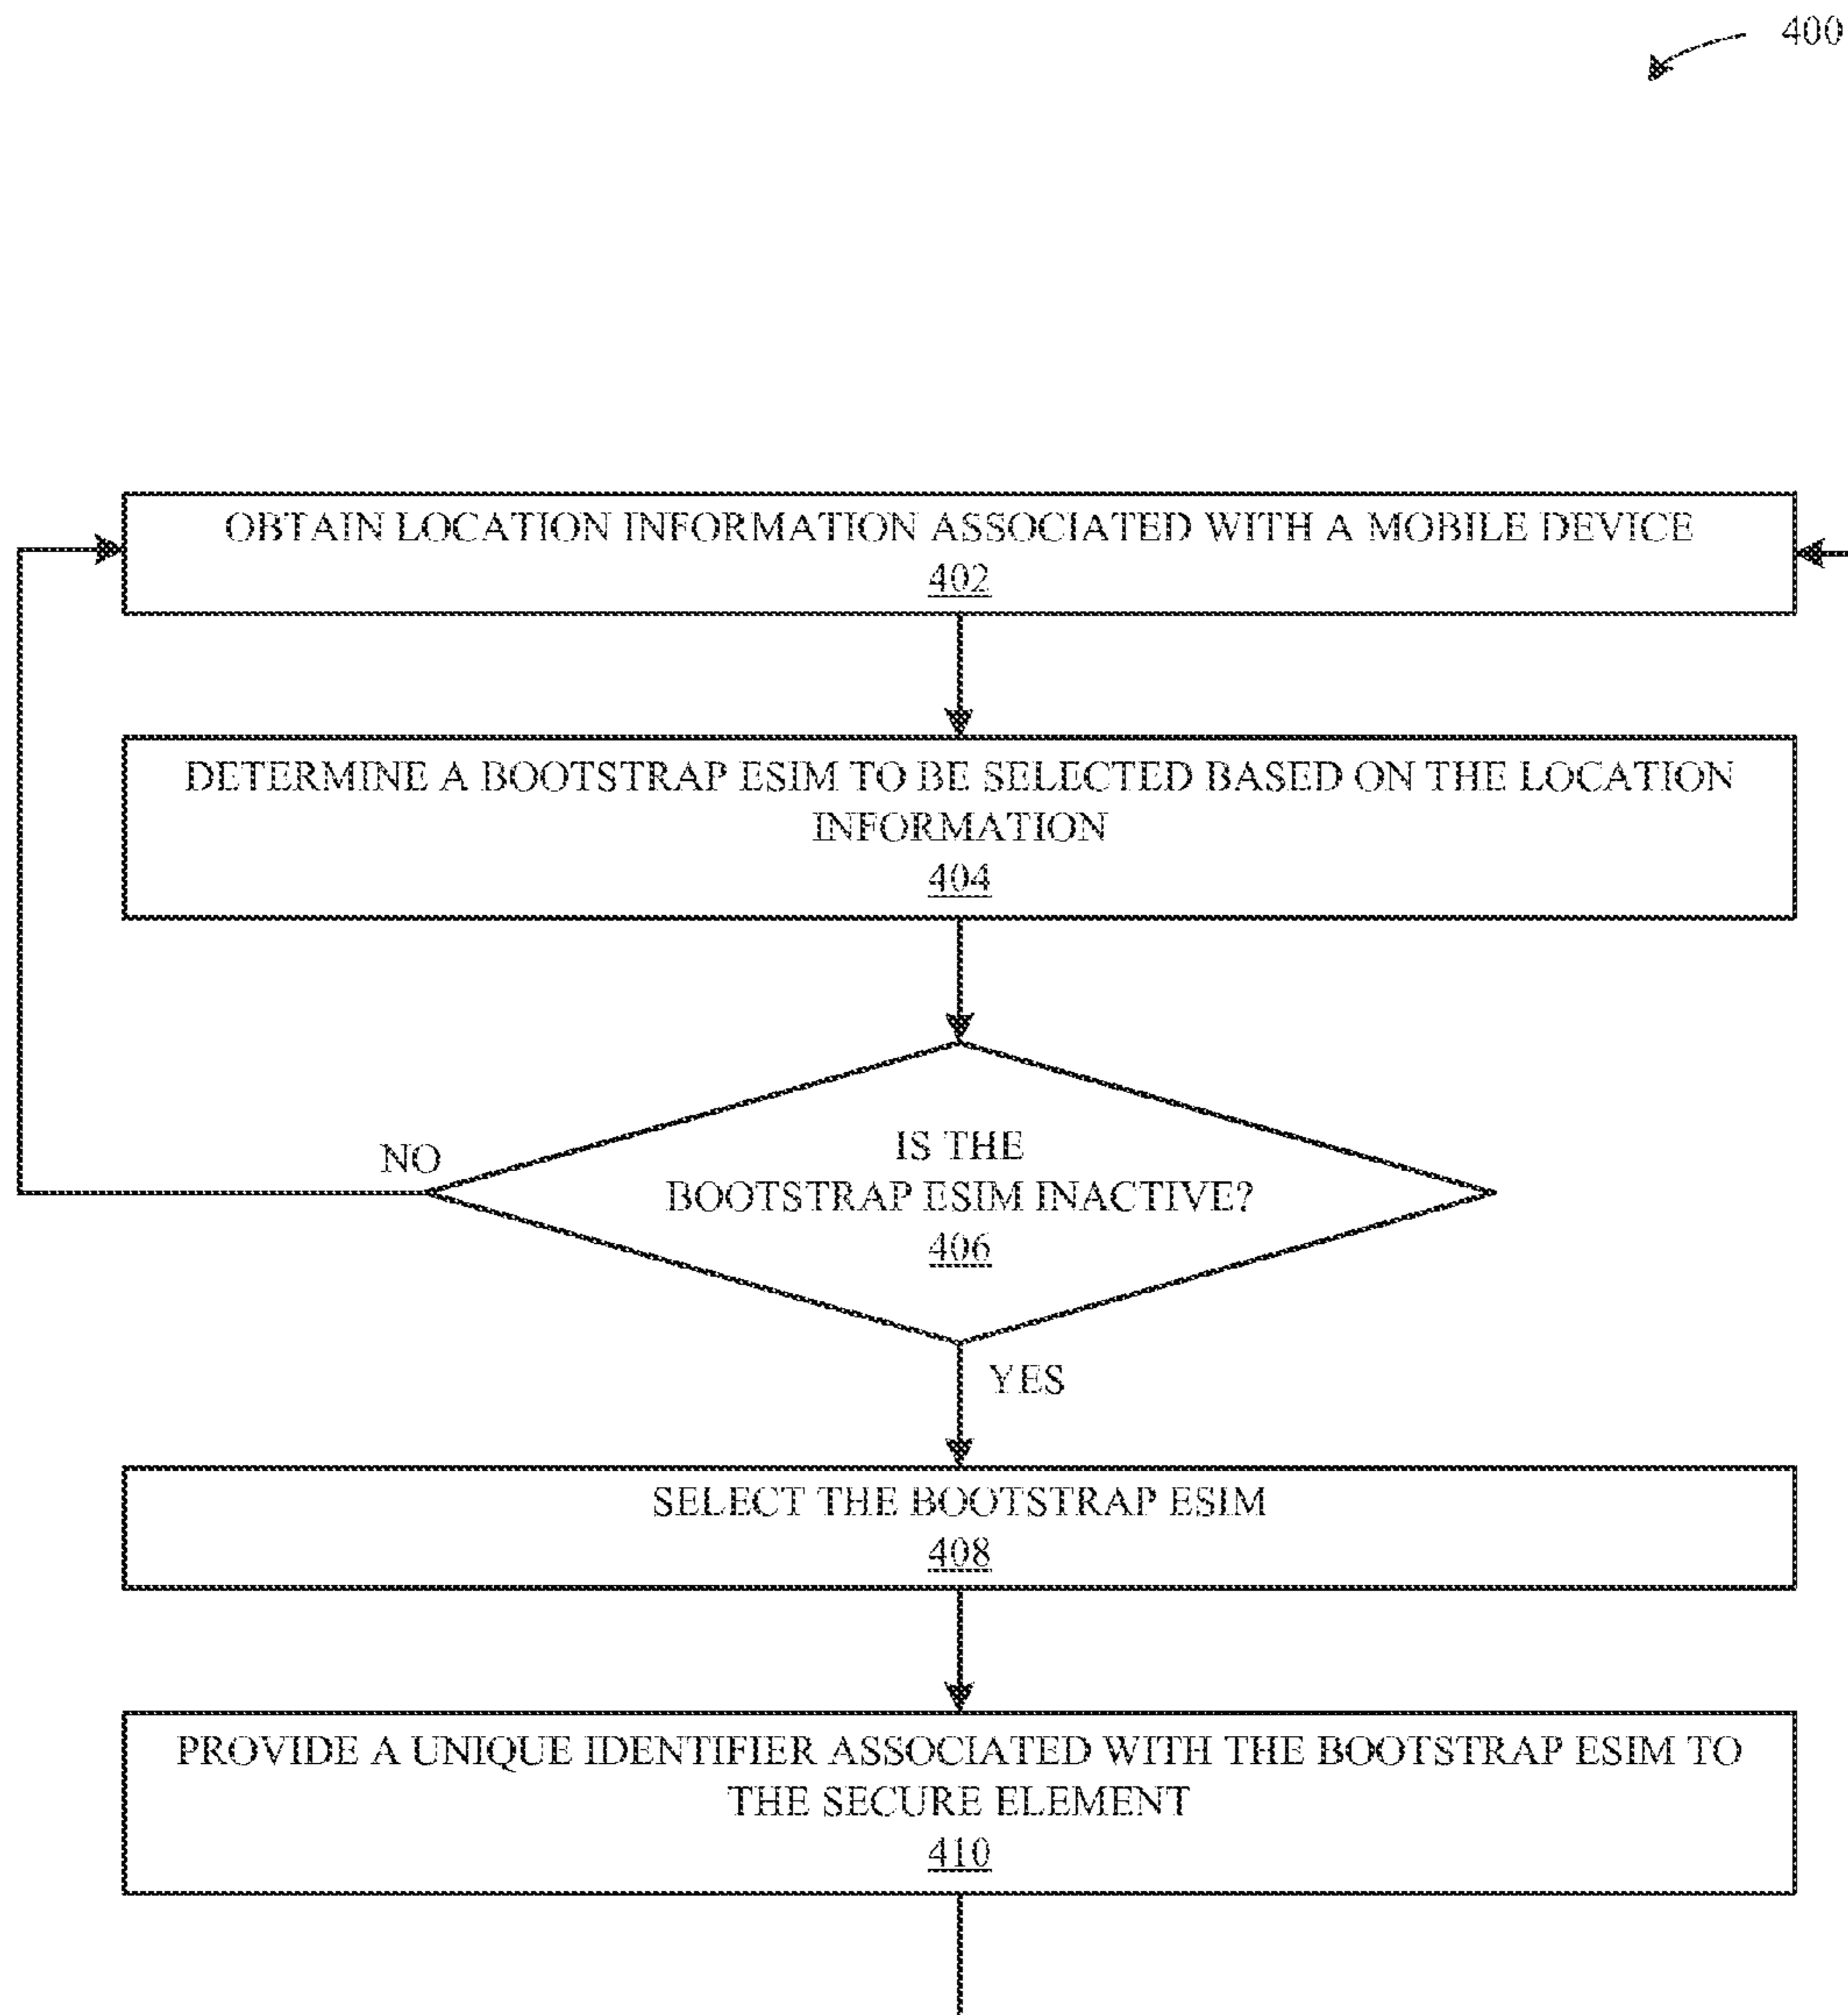 400
OBTAIN LOCATION INFORMATION ASSOCIATED WITH A MOBILE DEVICE
402
DETERMINE A BOOTSTRAP ESIM TO BE SELECTED BASED ON THE LOCATION
INFORMATION
404
NO
IS THE
BOOTSTRAP ESIM INACTIVE?
406
YES
SELECT THE BOOTSTRAP ESIM
408
PROVIDE A UNIQUE IDENTIFIER ASSOCIATED WITH THE BOOTSTRAP ESIM TO
THE SECURE ELEMENT
410